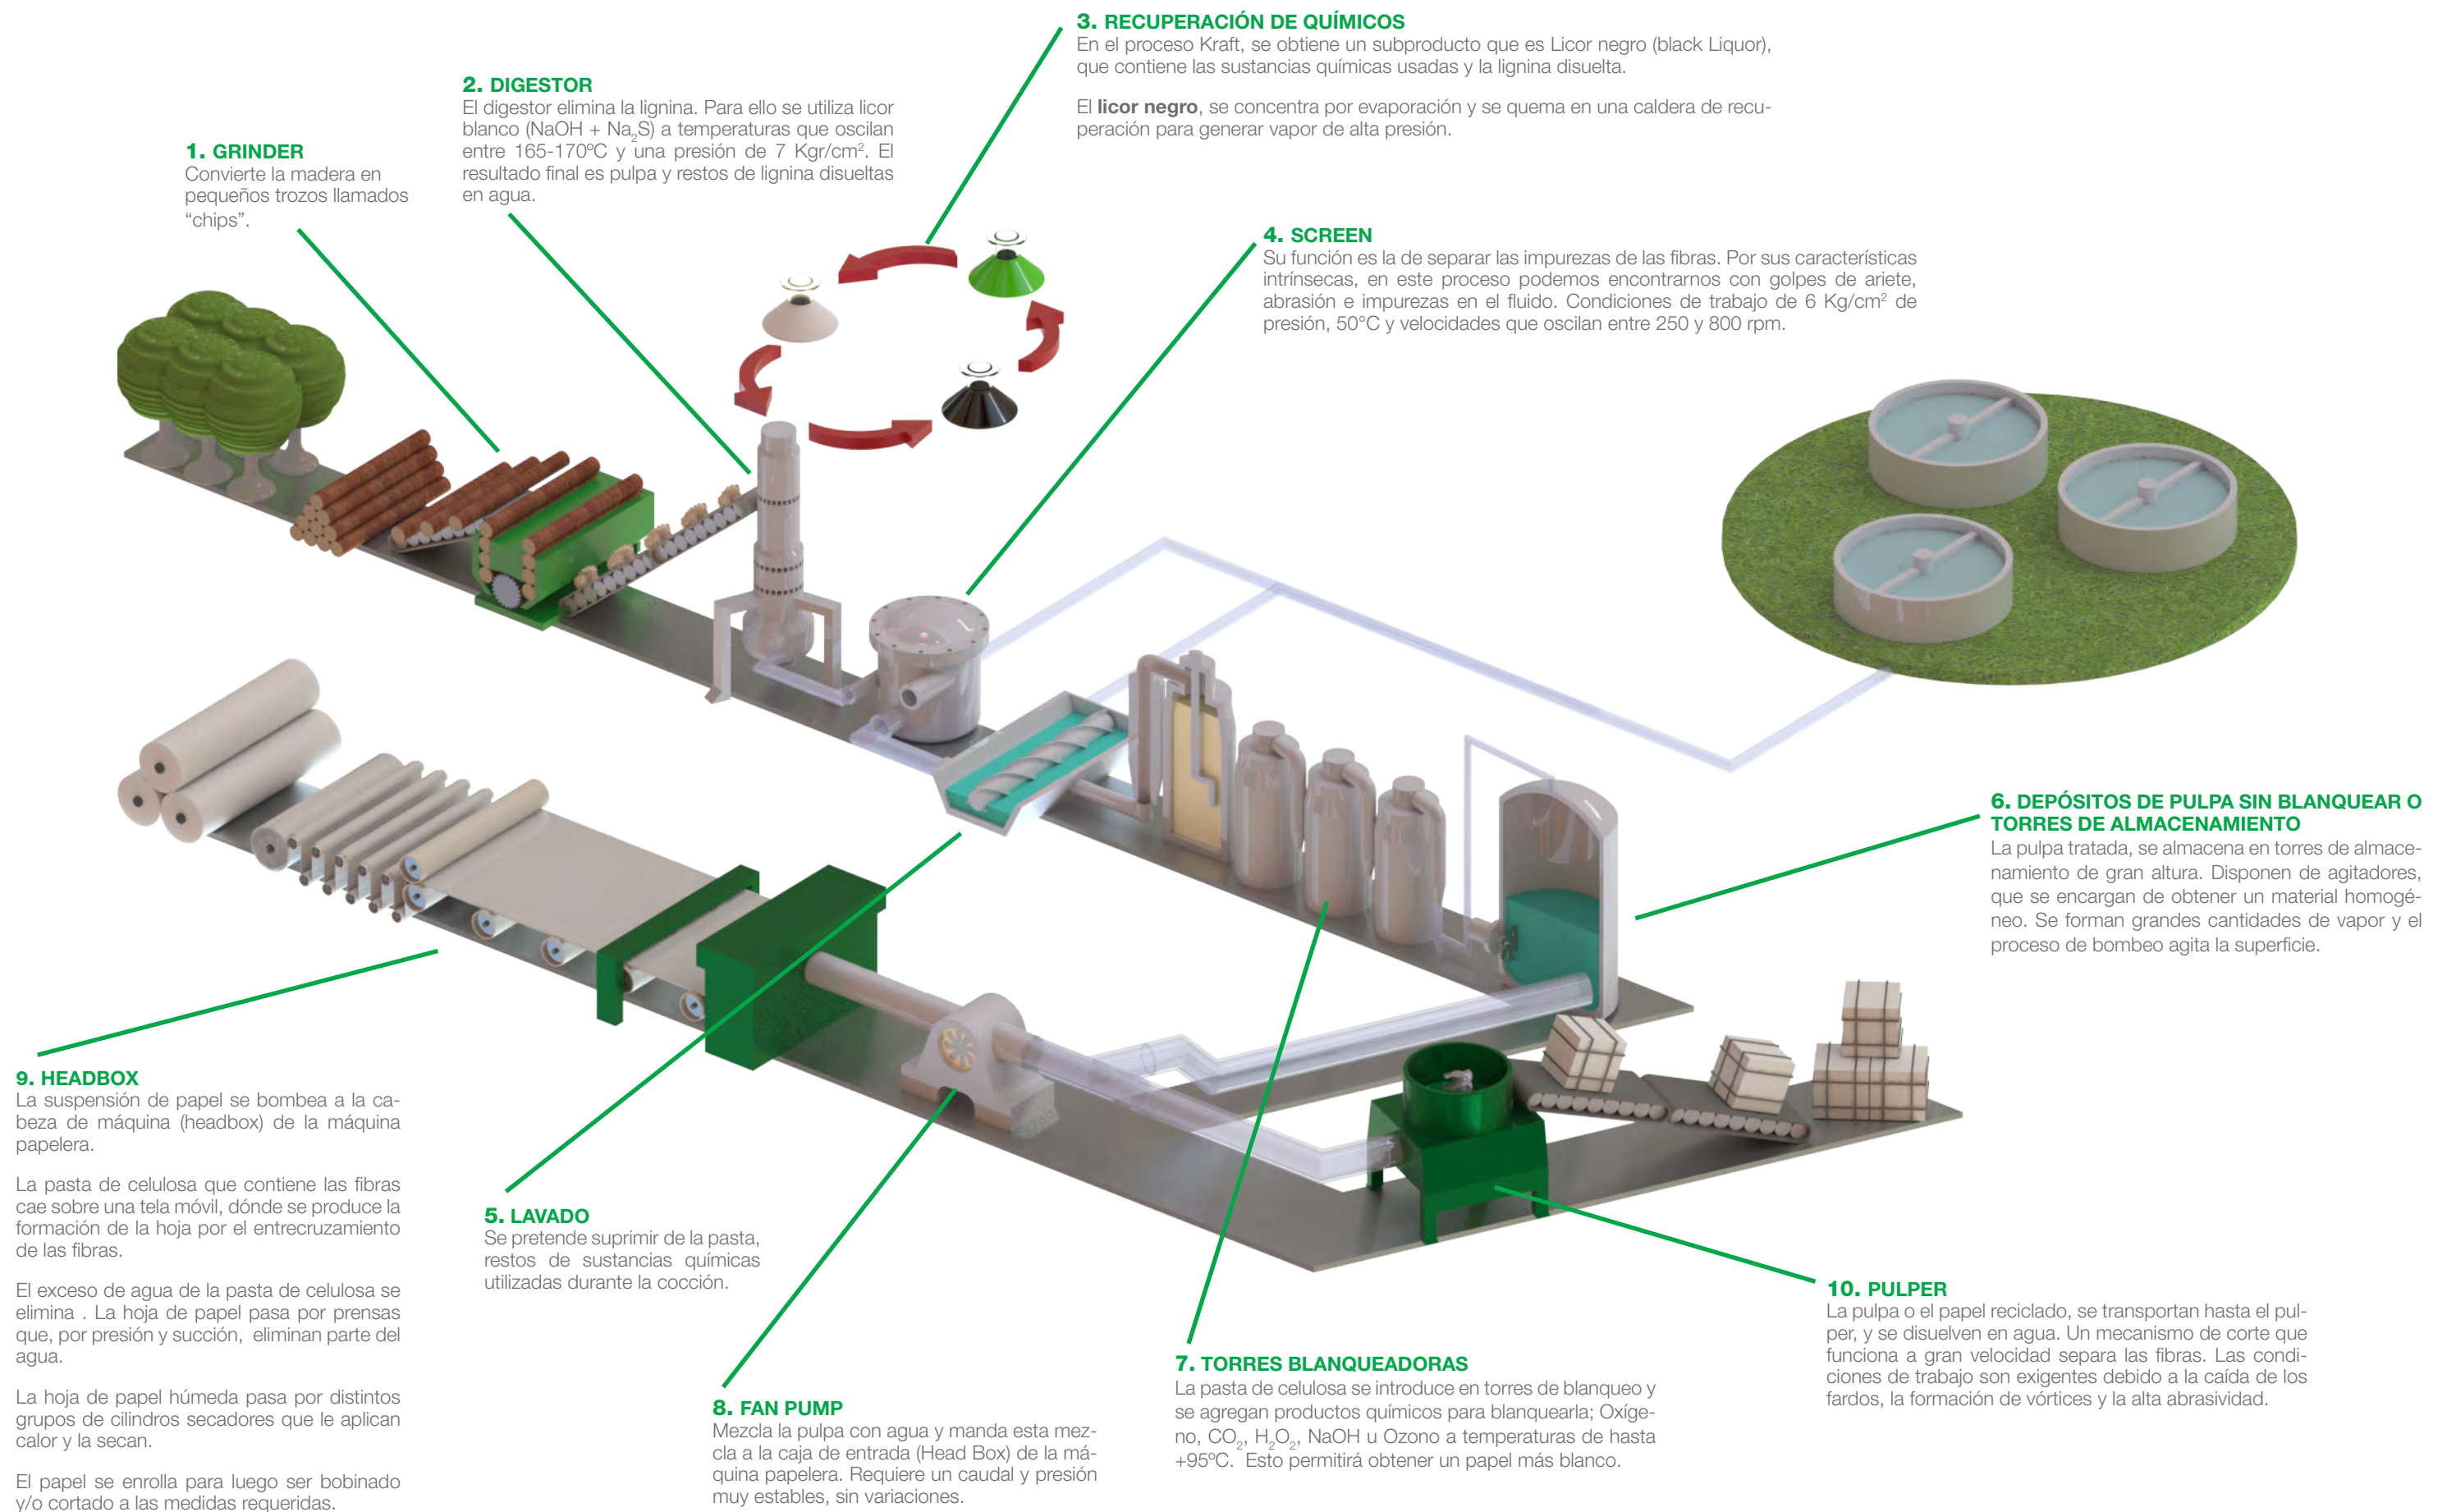 1. GRINDER
Convierte la madera en
pequeños trozos llamados
“chips”.
2. DIGESTOR
El digestor elimina la lignina. Para ello se utiliza licor
blanco (NaOH + Na₂S) a temperaturas que oscilan
entre 165-170ºC y una presión de 7 Kgr/cm². El
resultado final es pulpa y restos de lignina disueltas
en agua.
3. RECUPERACIÓN DE QUÍMICOS
En el proceso Kraft, se obtiene un subproducto que es Licor negro (black Liquor),
que contiene las sustancias químicas usadas y la lignina disuelta.
El licor negro, se concentra por evaporación y se quema en una caldera de recu-
peración para generar vapor de alta presión.
4. SCREEN
Su función es la de separar las impurezas de las fibras. Por sus características
intrínsecas, en este proceso podemos encontrarnos con golpes de ariete,
abrasión e impurezas en el fluido. Condiciones de trabajo de 6 Kg/cm² de
presión, 50°C y velocidades que oscilan entre 250 y 800 rpm.
5. LAVADO
Se pretende suprimir de la pasta,
restos de sustancias químicas
utilizadas durante la cocción.
6. DEPÓSITOS DE PULPA SIN BLANQUEAR O
TORRES DE ALMACENAMIENTO
La pulpa tratada, se almacena en torres de almace-
namiento de gran altura. Disponen de agitadores,
que se encargan de obtener un material homogé-
neo. Se forman grandes cantidades de vapor y el
proceso de bombeo agita la superficie.
7. TORRES BLANQUEADORAS
La pasta de celulosa se introduce en torres de blanqueo y
se agregan productos químicos para blanquearla; Oxíge-
no, CO₂, H₂O₂, NaOH u Ozono a temperaturas de hasta
+95ºC. Esto permitirá obtener un papel más blanco.
8. FAN PUMP
Mezcla la pulpa con agua y manda esta mez-
cla a la caja de entrada (Head Box) de la má-
quina papelera. Requiere un caudal y presión
muy estables, sin variaciones.
9. HEADBOX
La suspensión de papel se bombea a la ca-
beza de máquina (headbox) de la máquina
papelera.
La pasta de celulosa que contiene las fibras
cae sobre una tela móvil, dónde se produce la
formación de la hoja por el entrecruzamiento
de las fibras.
El exceso de agua de la pasta de celulosa se
elimina . La hoja de papel pasa por prensas
que, por presión y succión, eliminan parte del
agua.
La hoja de papel húmeda pasa por distintos
grupos de cilindros secadores que le aplican
calor y la secan.
El papel se enrolla para luego ser bobinado
y/o cortado a las medidas requeridas.
10. PULPER
La pulpa o el papel reciclado, se transportan hasta el pul-
per, y se disuelven en agua. Un mecanismo de corte que
funciona a gran velocidad separa las fibras. Las condi-
ciones de trabajo son exigentes debido a la caída de los
fardos, la formación de vórtices y la alta abrasividad.